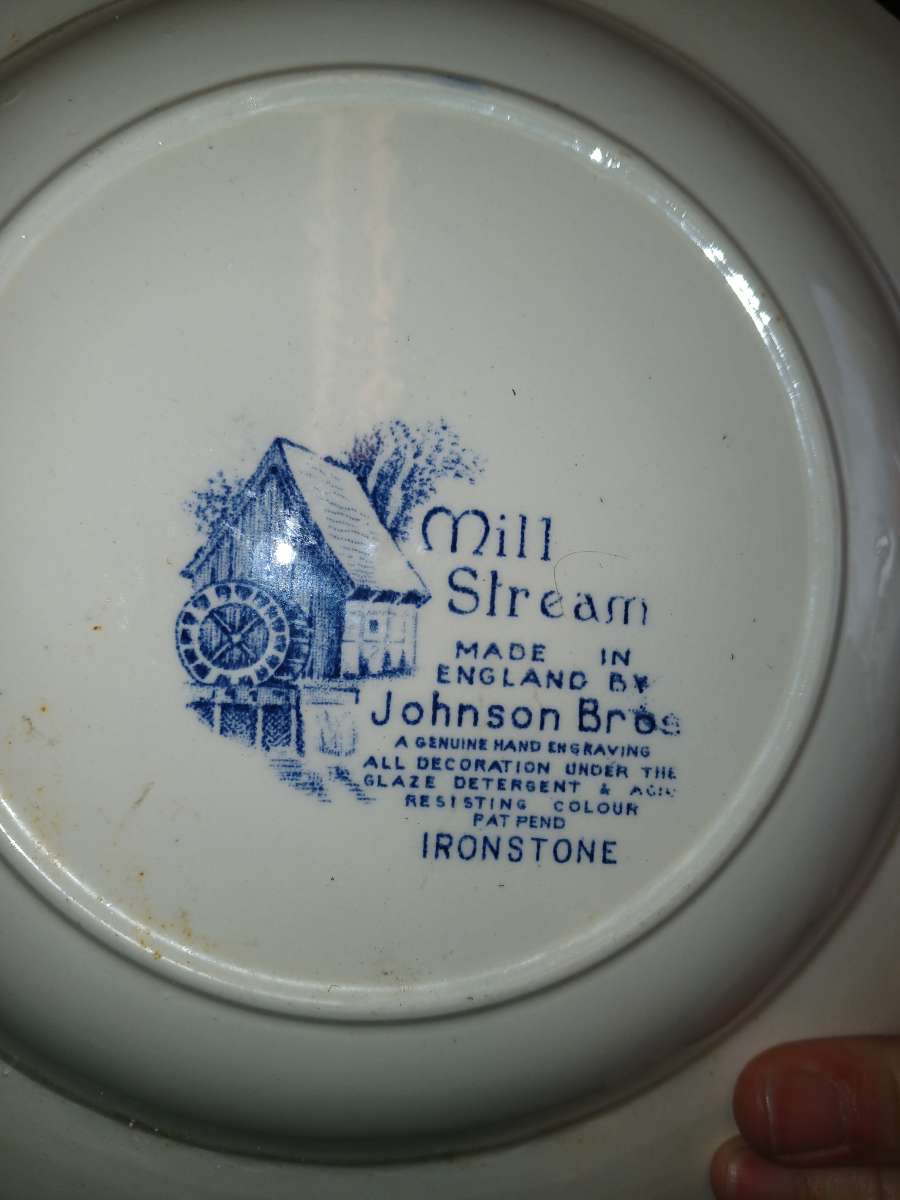 Mill
Stream
MADE IN
ENGLAND BY
Johnson Bros
A GENUINE HAND ENGRAVING
ALL DECORATION UNDER THE
GLAZE DETERGENT & ACID
RESISTING COLOUR
PAT PEND
IRONSTONE